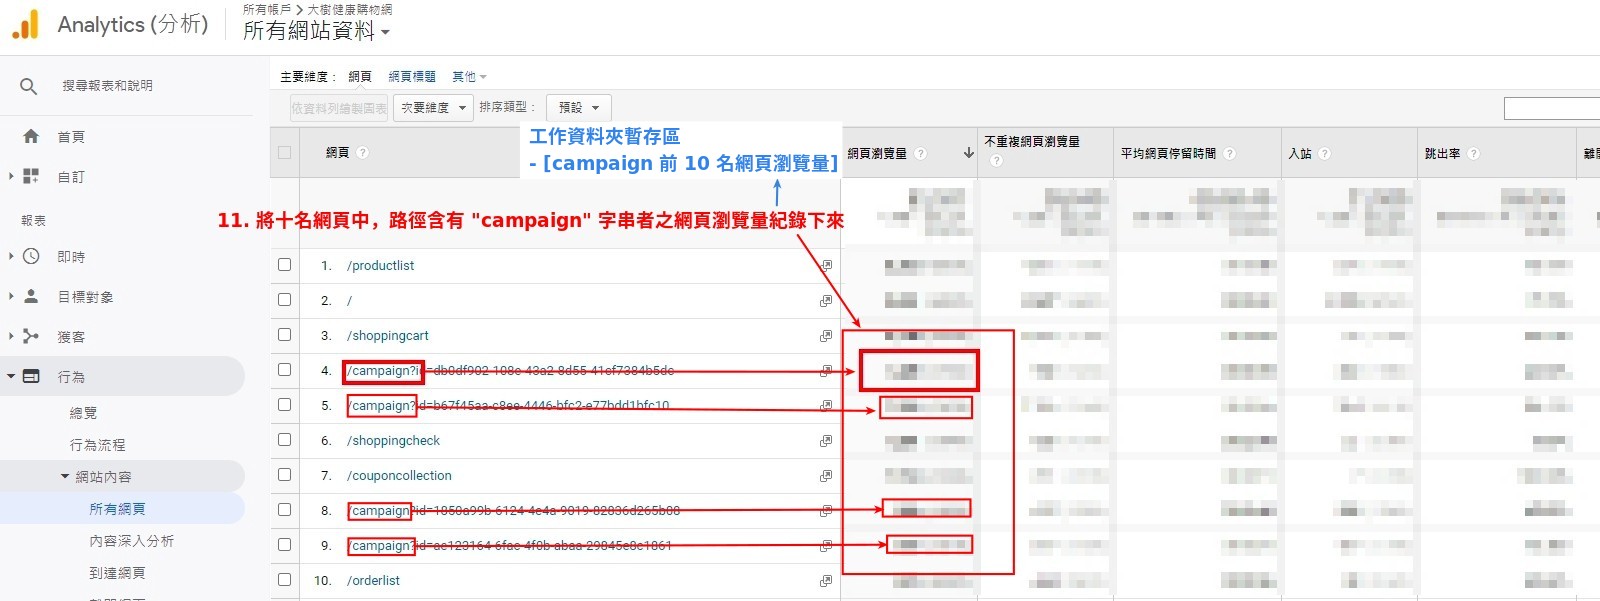 Analytics (分析)
所有帳戶 > 大樹健康購物網
所有網站資料
搜尋報表和說明
首頁
自訂
報表
即時
目標對象
獲客
行為
總覽
行為流程
網站內容
所有網頁
內容深入分析
到達網頁
主要維度： 網頁 網頁標題 其他
依資料列繪製圖表 次要維度 排序類型： 預設
工作資料夾暫存區
- [campaign 前 10 名網頁瀏覽量]
網頁 網頁瀏覽量 不重複網頁瀏覽量 平均網頁停留時間 入站 跳出率
11. 將十名網頁中，路徑含有 "campaign" 字串者之網頁瀏覽量紀錄下來
1. /productlist
2. /
3. /shoppingcart
4. /campaign?id=db0df902-108e-43a2-8d55-41cf7384b5dc
5. /campaign?id=b67f45aa-c8ee-4446-bfc2-e77bdd1bfc10
6. /shoppingcheck
7. /couponcollection
8. /campaign?id=1850a99b-6124-4e4a-9019-82836d265b08
9. /campaign?id=ac123164-6fac-4f0b-abaa-29845e8c1861
10. /orderlist